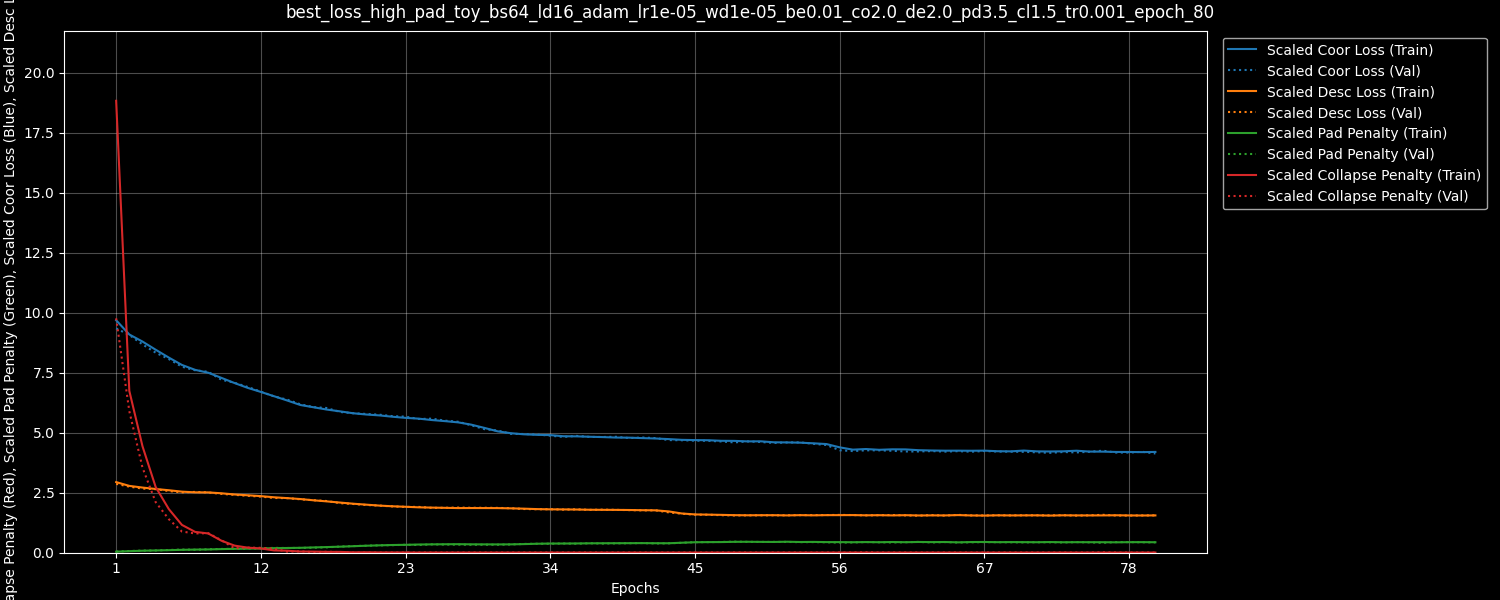 best_loss_high_pad_toy_bs64_ld16_adam_lr1e-05_wd1e-05_be0.01_co2.0_de2.0_pd3.5_cl1.5_tr0.001_epoch_80
Penalty (Red), Scaled Pad Penalty (Green), Scaled Coor Loss (Blue), Scaled Desc
20.0
17.5
15.0
12.5
10.0
7.5
5.0
2.5
0.0
1 12 23 34 45 56 67 78
Epochs
Scaled Coor Loss (Train)
Scaled Coor Loss (Val)
Scaled Desc Loss (Train)
Scaled Desc Loss (Val)
Scaled Pad Penalty (Train)
Scaled Pad Penalty (Val)
Scaled Collapse Penalty (Train)
Scaled Collapse Penalty (Val)